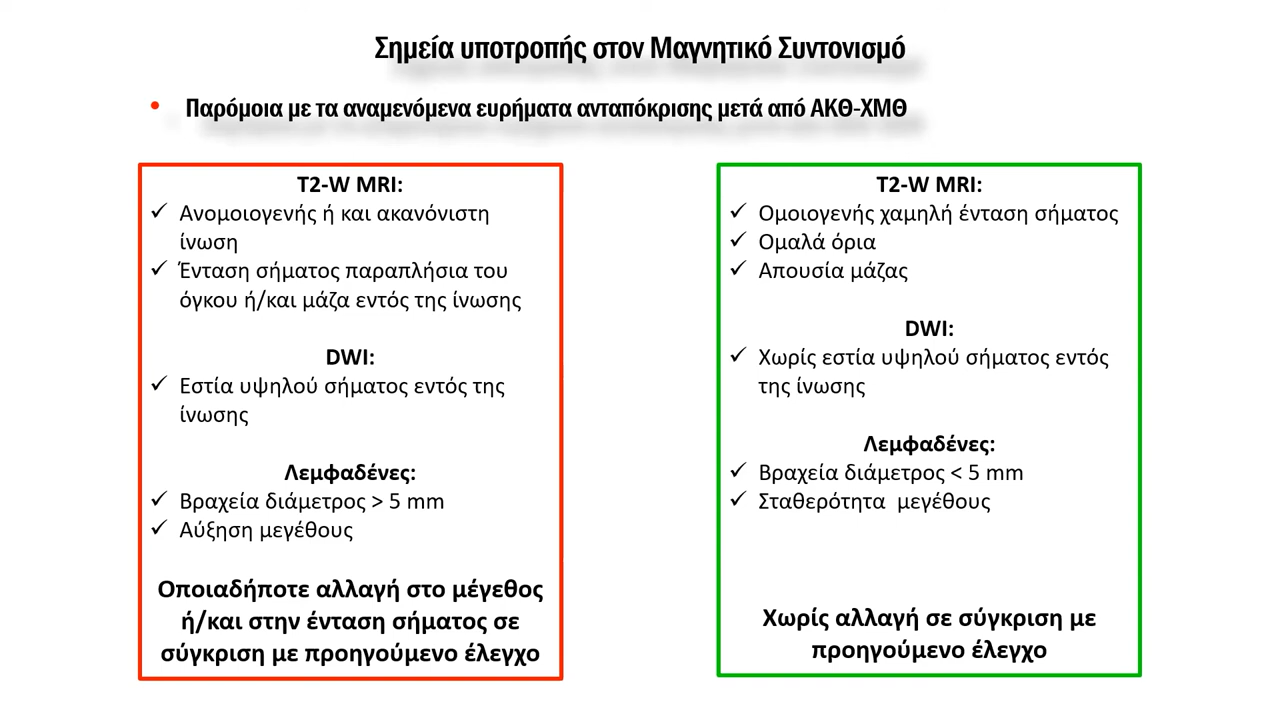 Σημεία υποτροπής στον Μαγνητικό Συντονισμό
• Παρόμοια με τα αναμενόμενα ευρήματα ανταπόκρισης μετά από ΑΚΘ-ΧΜΘ
T2-W MRI:
✓ Ανομοιογενής ή και ακανόνιστη
ίνωση
✓ Ένταση σήματος παραπλήσια του
όγκου ή/και μάζα εντός της ίνωσης
DWI:
✓ Εστία υψηλού σήματος εντός της
ίνωσης
Λεμφαδένες:
✓ Βραχεία διάμετρος > 5 mm
✓ Αύξηση μεγέθους
Οποιαδήποτε αλλαγή στο μέγεθος
ή/και στην ένταση σήματος σε
σύγκριση με προηγούμενο έλεγχο
T2-W MRI:
✓ Ομοιογενής χαμηλή ένταση σήματος
✓ Ομαλά όρια
✓ Απουσία μάζας
DWI:
✓ Χωρίς εστία υψηλού σήματος εντός
της ίνωσης
Λεμφαδένες:
✓ Βραχεία διάμετρος < 5 mm
✓ Σταθερότητα μεγέθους
Χωρίς αλλαγή σε σύγκριση με
προηγούμενο έλεγχο